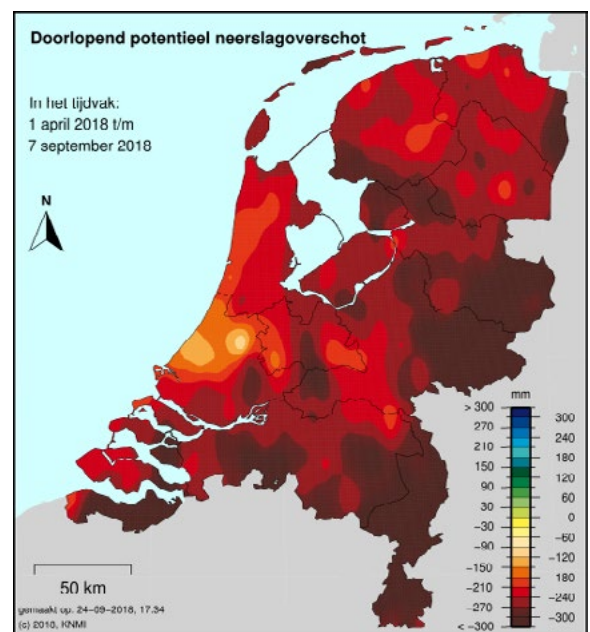 Doorlopend potentieel neerslagoverschot
In het tijdvak:
1 april 2018 t/m
7 september 2018
N
mm
> 300
300
270
240
210
180
150
120
90
60
30
0
-30
-60
-90
-120
-150
180
-210
-240
-270
-300
< -300
50 km
gemaakt op: 24-09-2018, 17:34
(c) 2018, KNMI